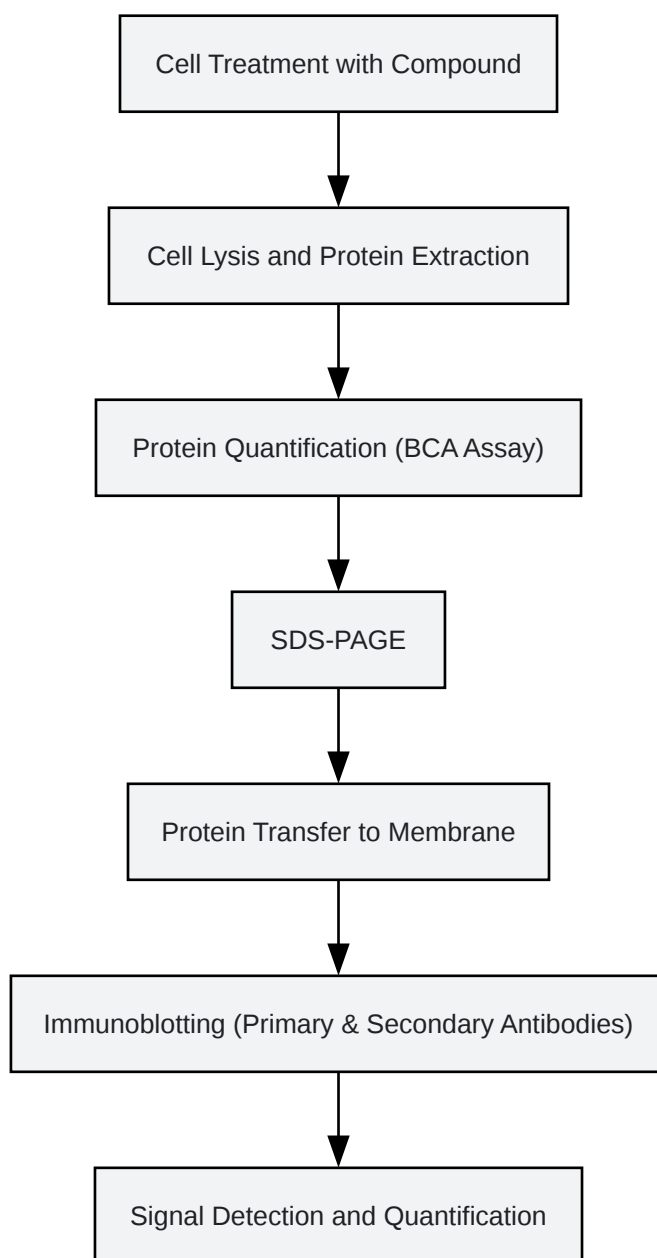 Cell Treatment with Compound
Cell Lysis and Protein Extraction
Protein Quantification (BCA Assay)
SDS-PAGE
Protein Transfer to Membrane
Immunoblotting (Primary & Secondary Antibodies)
Signal Detection and Quantification